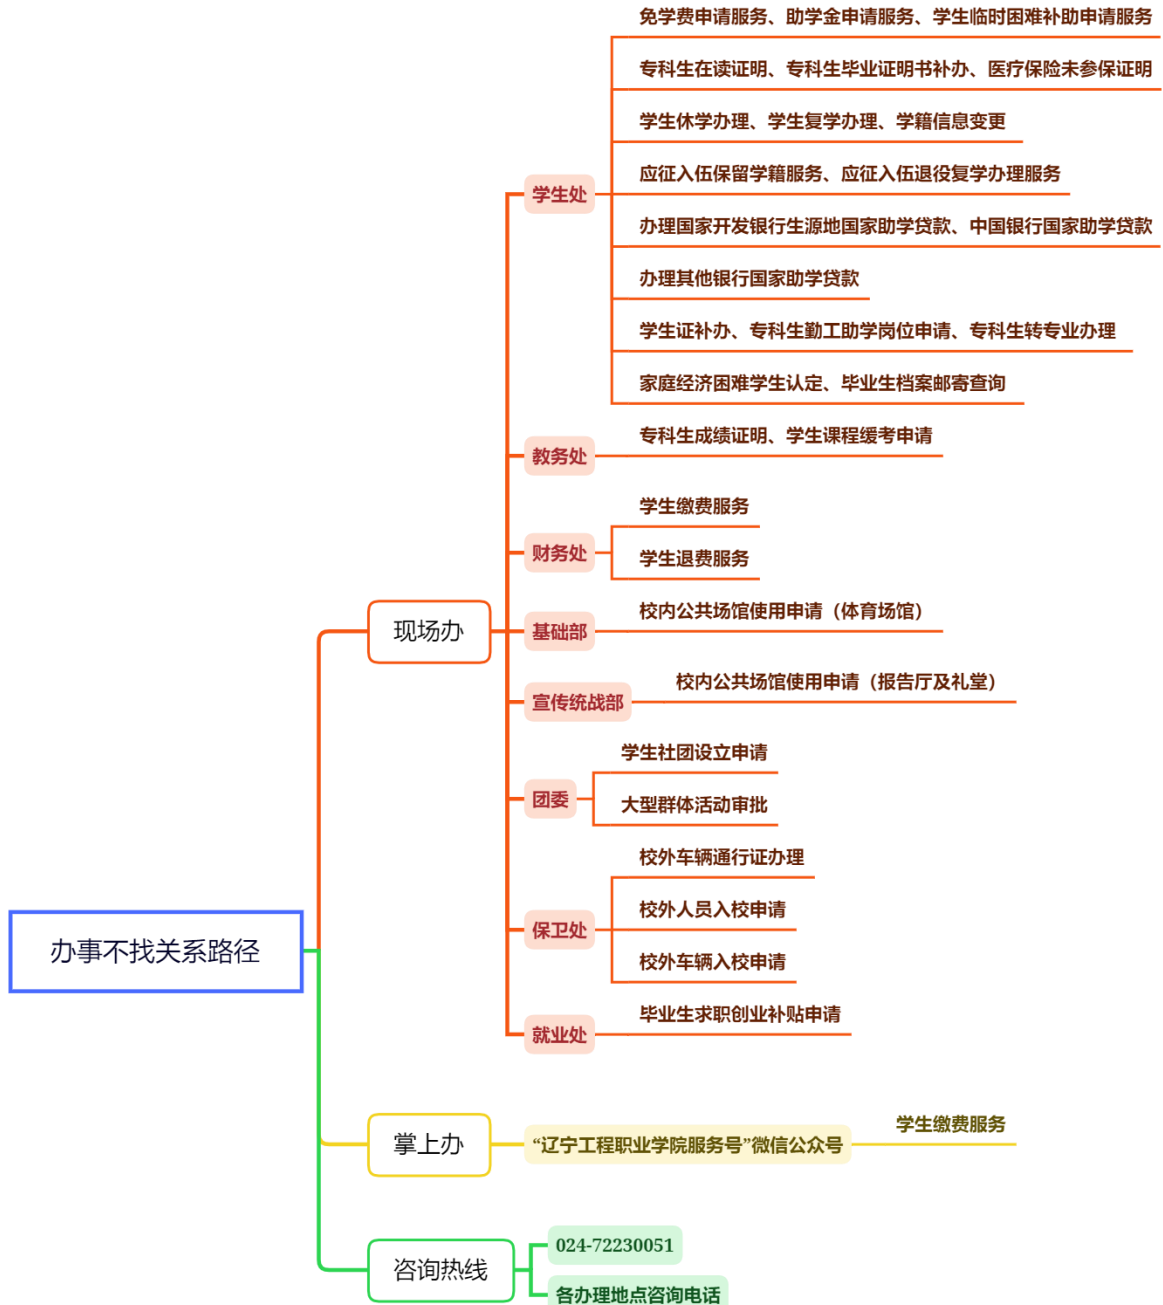 办事不找关系路径
现场办
学生处
免学费申请服务、助学金申请服务、学生临时困难补助申请服务
专科生在读证明、专科生毕业证明书补办、医疗保险未参保证明
学生休学办理、学生复学办理、学籍信息变更
应征入伍保留学籍服务、应征入伍退役复学办理服务
办理国家开发银行生源地国家助学贷款、中国银行国家助学贷款
办理其他银行国家助学贷款
学生证补办、专科生勤工助学岗位申请、专科生转专业办理
家庭经济困难学生认定、毕业生档案邮寄查询
教务处
专科生成绩证明、学生课程缓考申请
财务处
学生缴费服务
学生退费服务
基础部
校内公共场馆使用申请（体育场馆）
宣传统战部
校内公共场馆使用申请（报告厅及礼堂）
团委
学生社团设立申请
大型群体活动审批
保卫处
校外车辆通行证办理
校外人员入校申请
校外车辆入校申请
就业处
毕业生求职创业补贴申请
掌上办
“辽宁工程职业学院服务号”微信公众号
学生缴费服务
咨询热线
024-72230051
各办理地点咨询电话